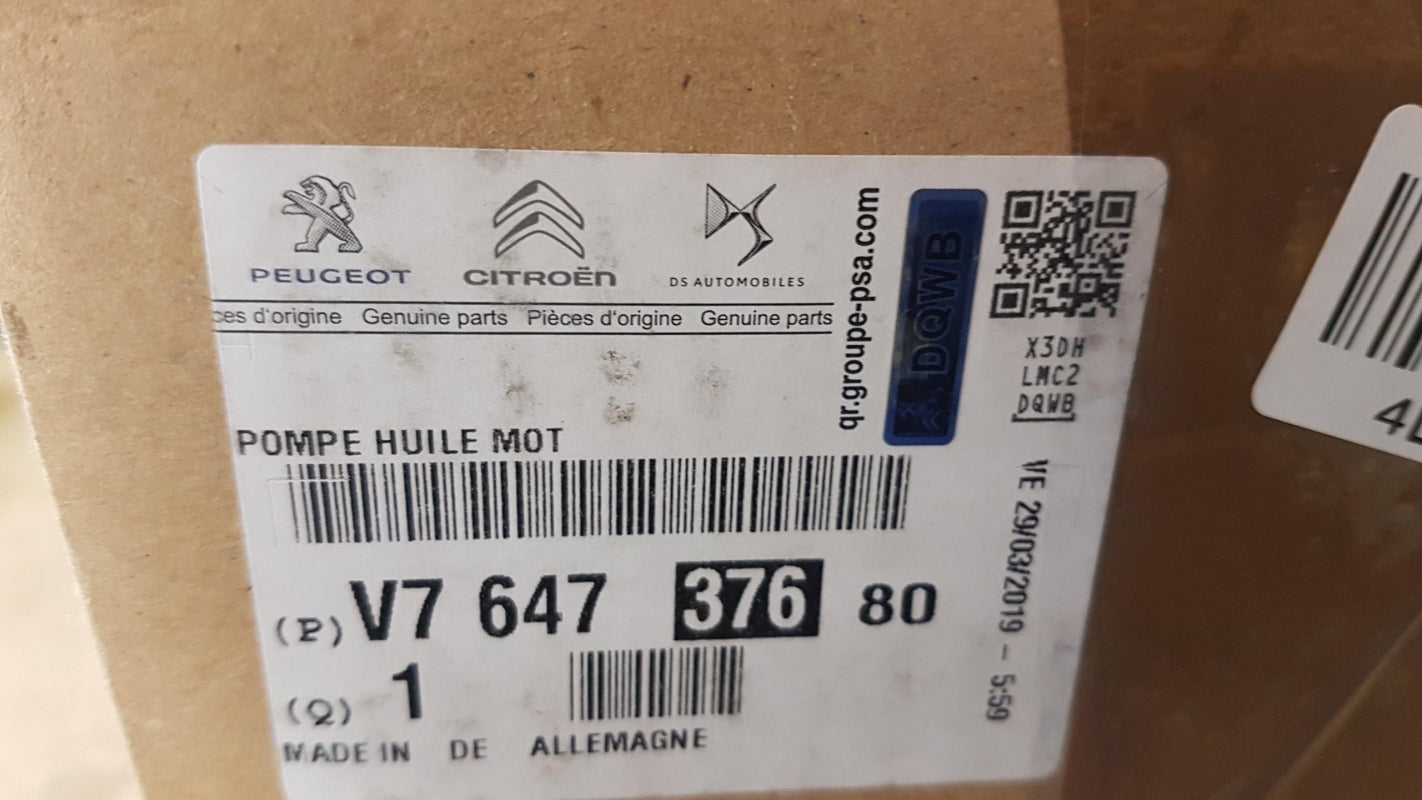 PEUGEOT CITROËN DS AUTOMOBILES
ces d'origine Genuine parts Pièces d'origine Genuine parts
qr.groupe-psa.com
DQWB
X3DH
LMC2
DQWB
POMPE HUILE MOT
(P) V7 647 376 80
(Q) 1
MADE IN DE ALLEMAGNE
VE 29/03/2019 - 5:59